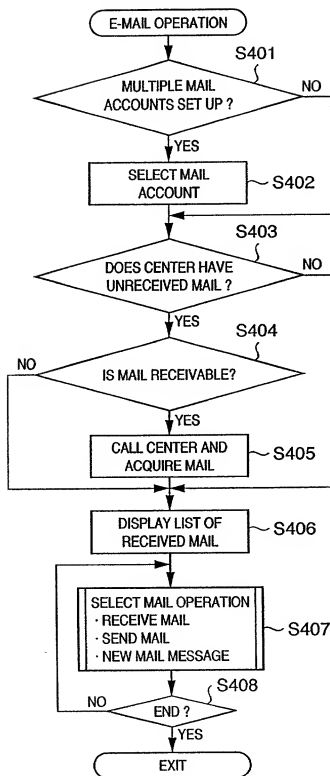 E-MAIL OPERATION
S401
MULTIPLE MAIL
ACCOUNTS SET UP ?
NO
YES
SELECT MAIL
ACCOUNT
S402
S403
DOES CENTER HAVE
UNRECEIVED MAIL ?
NO
YES
S404
NO
IS MAIL RECEIVABLE?
YES
CALL CENTER AND
ACQUIRE MAIL
S405
DISPLAY LIST OF
RECEIVED MAIL
S406
SELECT MAIL OPERATION
· RECEIVE MAIL
· SEND MAIL
· NEW MAIL MESSAGE
S407
S408
NO
END ?
YES
EXIT